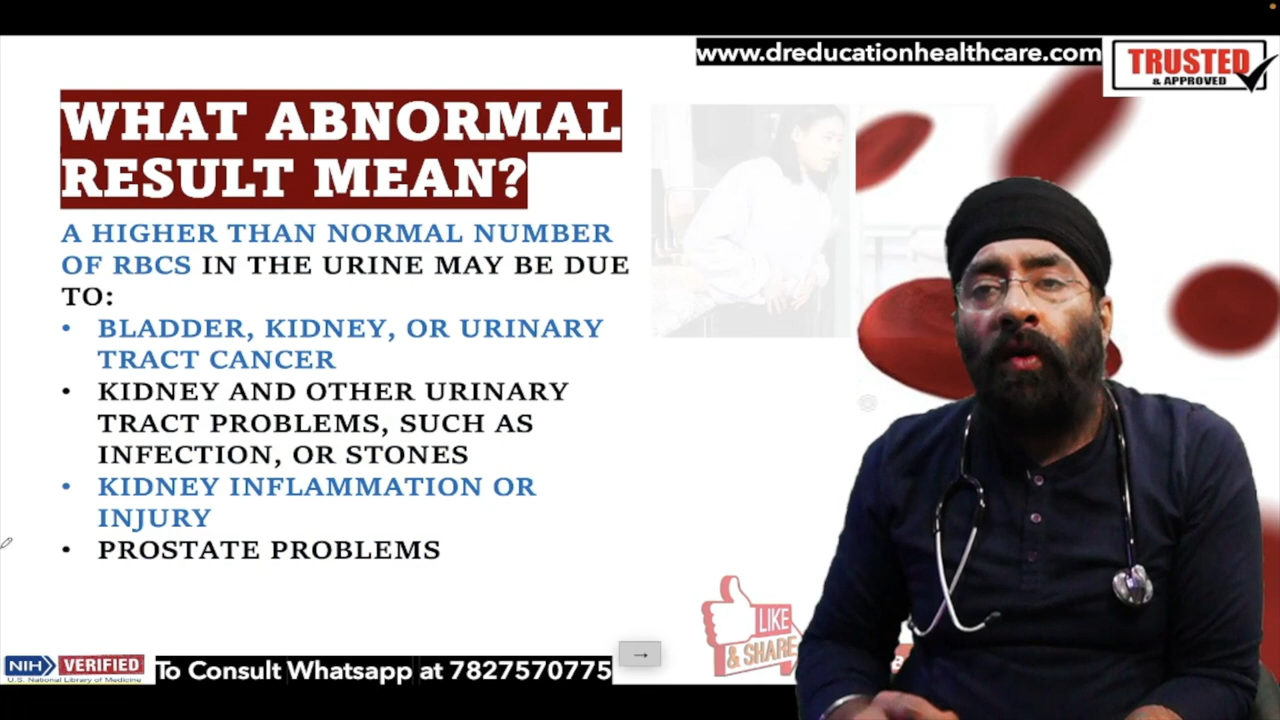 www.dreducationhealthcare.com
TRUSTED
& APPROVED
WHAT ABNORMAL
RESULT MEAN?
A HIGHER THAN NORMAL NUMBER
OF RBCS IN THE URINE MAY BE DUE
TO:
• BLADDER, KIDNEY, OR URINARY
TRACT CANCER
• KIDNEY AND OTHER URINARY
TRACT PROBLEMS, SUCH AS
INFECTION, OR STONES
• KIDNEY INFLAMMATION OR
INJURY
• PROSTATE PROBLEMS
LIKE
& SHARE
NIH VERIFIED
U.S. National Library of Medicine
To Consult Whatsapp at 7827570775
→